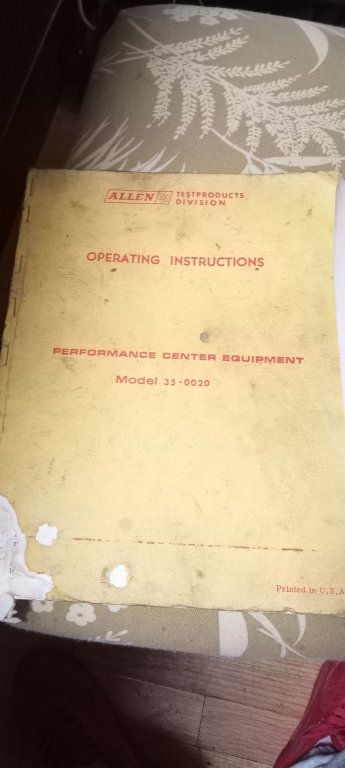 ALLEN TESTPRODUCTS
DIVISION
OPERATING INSTRUCTIONS
PERFORMANCE CENTER EQUIPMENT
Model 35-0020
Printed in U.S.A